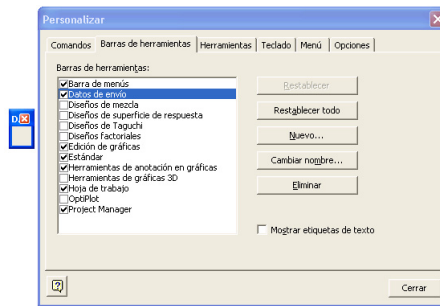 Personalizar
Comandos
Barras de herramientas
Herramientas
Teclado
Menú
Opciones
Barras de herramientas:
Barra de menús
Datos de envío
Diseños de mezcla
Diseños de superficie de respuesta
Diseños de Taguchi
Diseños factoriales
Edición de gráficas
Estándar
Herramientas de anotación en gráficas
Herramientas de gráficas 3D
Hoja de trabajo
OptiPlot
Project Manager
Restablecer
Restablecer todo
Nuevo...
Cambiar nombre...
Eliminar
Mostrar etiquetas de texto
D.
Cerrar